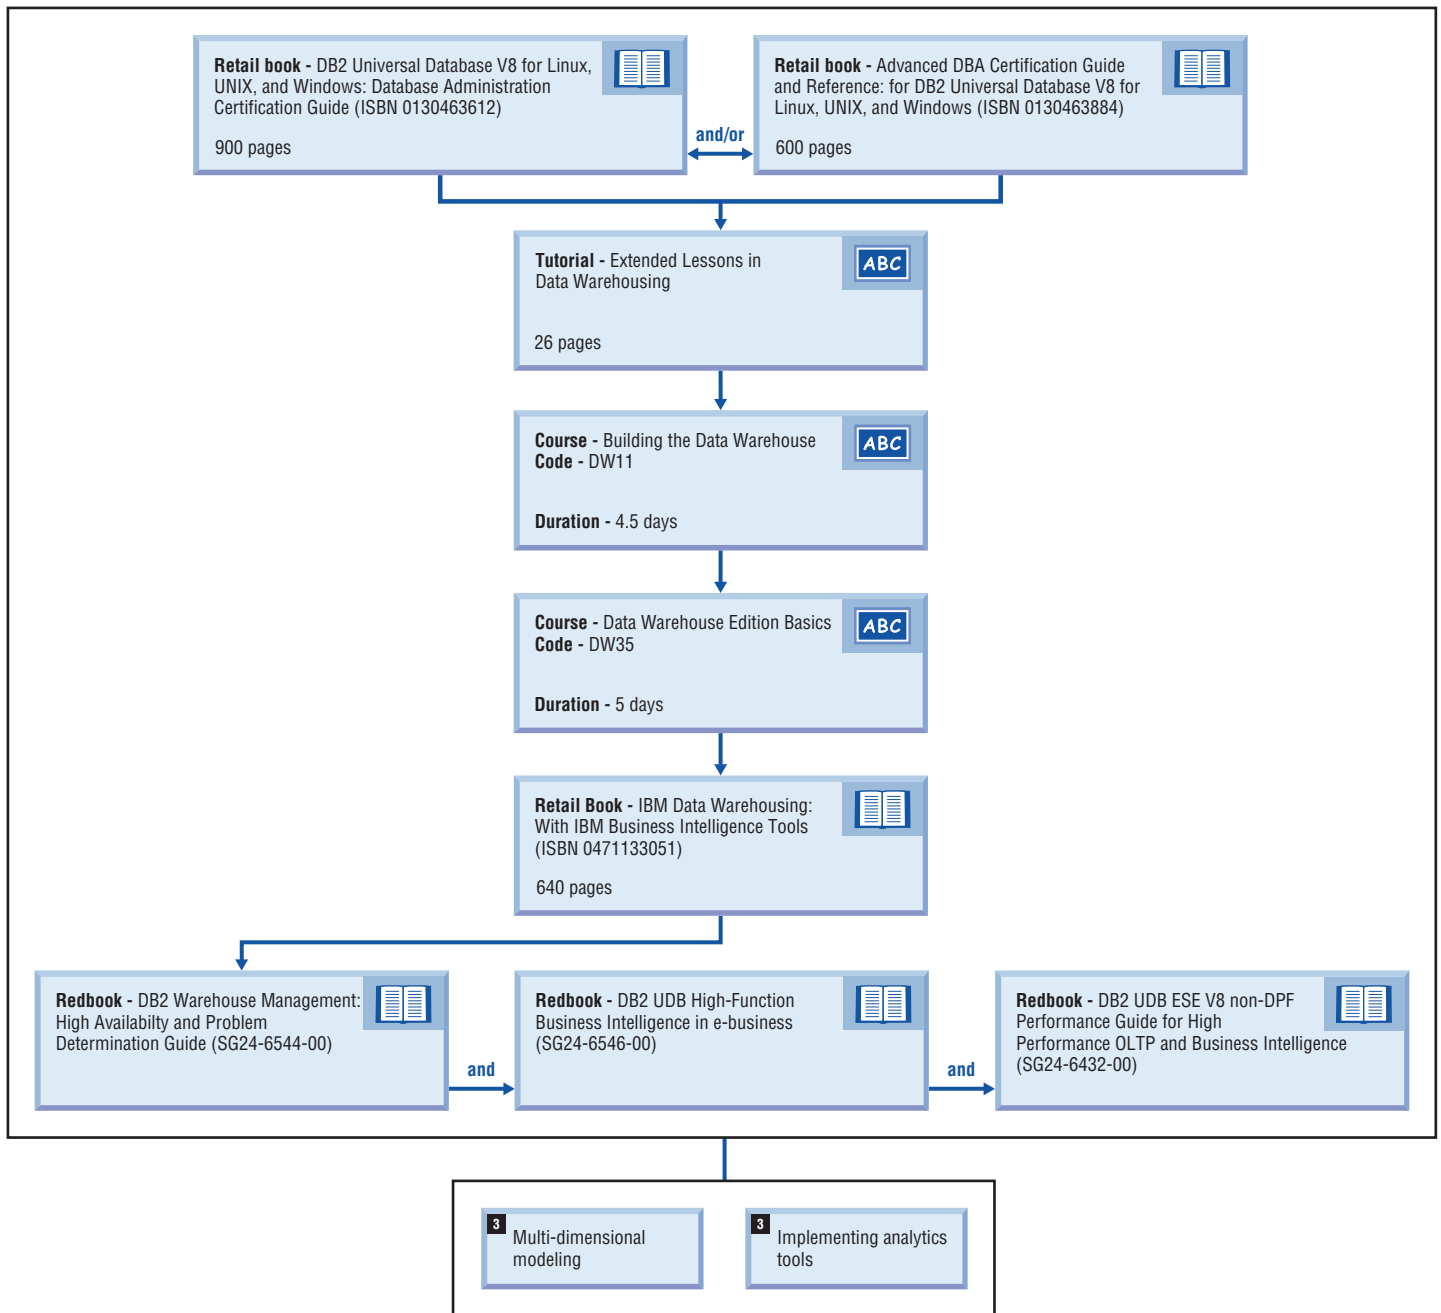 Retail book - DB2 Universal Database V8 for Linux,
UNIX, and Windows: Database Administration
Certification Guide (ISBN 0130463612)
900 pages
and/or
Retail book - Advanced DBA Certification Guide
and Reference: for DB2 Universal Database V8 for
Linux, UNIX, and Windows (ISBN 0130463884)
600 pages
Tutorial - Extended Lessons in
Data Warehousing
26 pages
ABC
Course - Building the Data Warehouse
Code - DW11
Duration - 4.5 days
ABC
Course - Data Warehouse Edition Basics
Code - DW35
Duration - 5 days
ABC
Retail Book - IBM Data Warehousing:
With IBM Business Intelligence Tools
(ISBN 0471133051)
640 pages
Redbook - DB2 Warehouse Management:
High Availabilty and Problem
Determination Guide (SG24-6544-00)
and
Redbook - DB2 UDB High-Function
Business Intelligence in e-business
(SG24-6546-00)
and
Redbook - DB2 UDB ESE V8 non-DPF
Performance Guide for High
Performance OLTP and Business Intelligence
(SG24-6432-00)
3
Multi-dimensional
modeling
3
Implementing analytics
tools